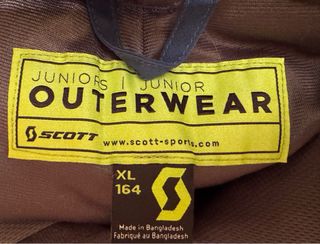 JUNIORS | JUNIOR
OUTERWEAR
SCOTT www.scott-sports.com
XL
164
Made in Bangladesh
Fabriqué au Bangladesh